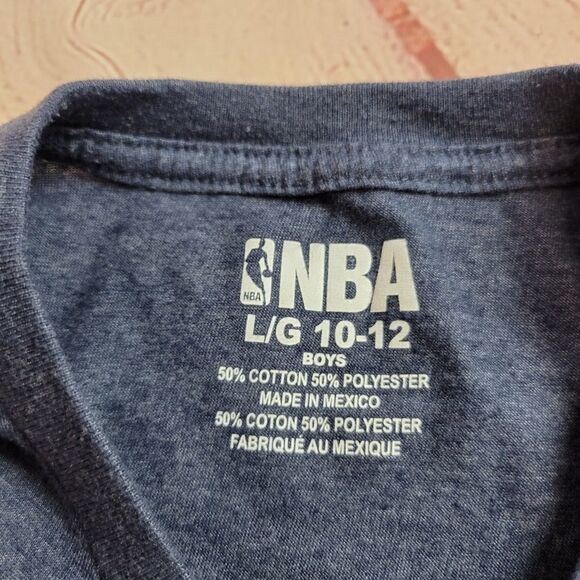 NBA NBA
L/G 10-12
BOYS
50% COTTON 50% POLYESTER
MADE IN MEXICO
50% COTON 50% POLYESTER
FABRIQUÉ AU MEXIQUE